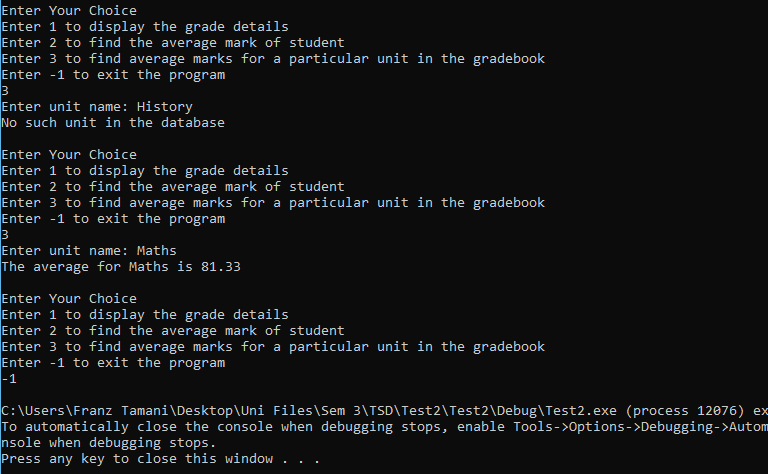 Enter Your Choice
Enter 1 to display the grade details
Enter 2 to find the average mark of student
Enter 3 to find average marks for a particular unit in the gradebook
Enter -1 to exit the program
3
Enter unit name: History
No such unit in the database
Enter Your Choice
Enter 1 to display the grade details
Enter 2 to find the average mark of student
Enter 3 to find average marks for a particular unit in the gradebook
Enter -1 to exit the program
3
Enter unit name: Maths
The average for Maths is 81.33
Enter Your Choice
Enter 1 to display the grade details
Enter 2 to find the average mark of student
Enter 3 to find average marks for a particular unit in the gradebook
Enter -1 to exit the program
-1
C:\Users\Franz Tamani\Desktop\Uni Files\Sem 3\TSD\Test2\Test2\Debug\Test2.exe (process 12076) ex
To automatically close the console when debugging stops, enable Tools->Options->Debugging->Autom
nsole when debugging stops.
Press any key to close this window . . .